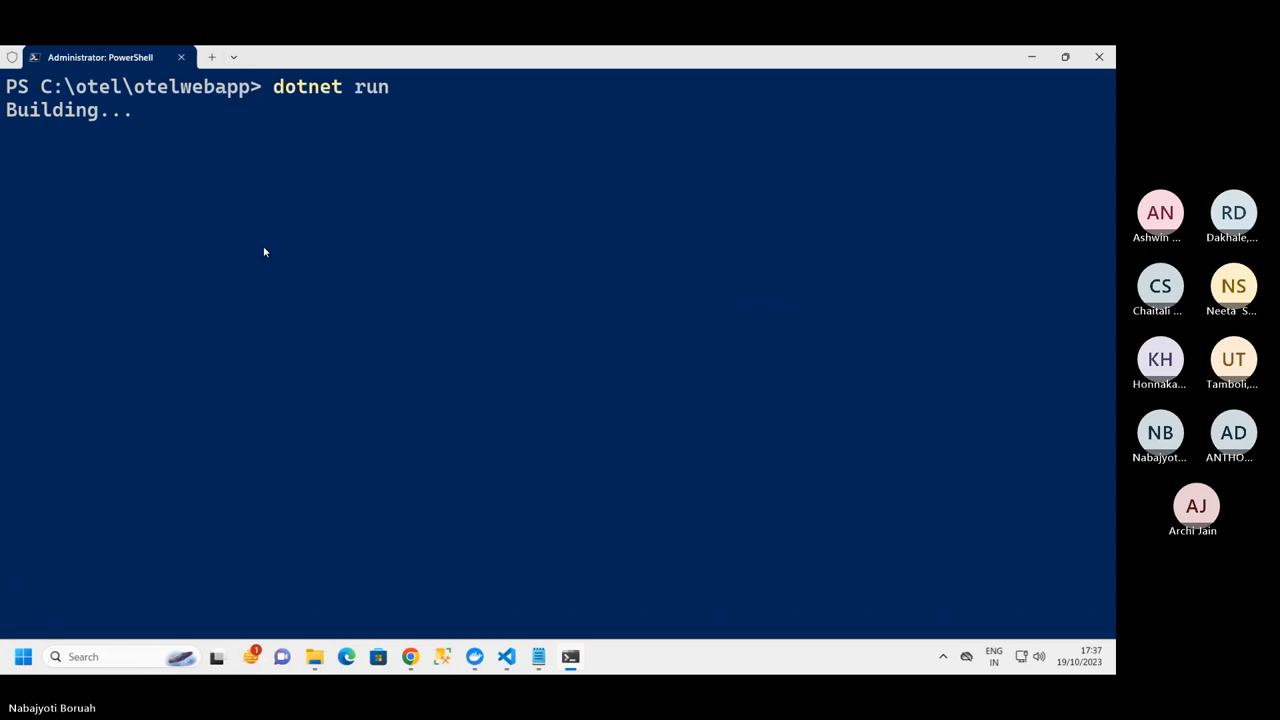 Administrator: PowerShell
PS C:\otel\otelwebapp> dotnet run
Building...
AN
Ashwin ...
RD
Dakhale,...
CS
Chaitali ...
NS
Neeta S...
KH
Honnaka...
UT
Tamboli,...
NB
Nabajyot...
AD
ANTHO...
AJ
Archi Jain
Search
1
ENG
IN
17:37
19/10/2023
Nabajyoti Boruah